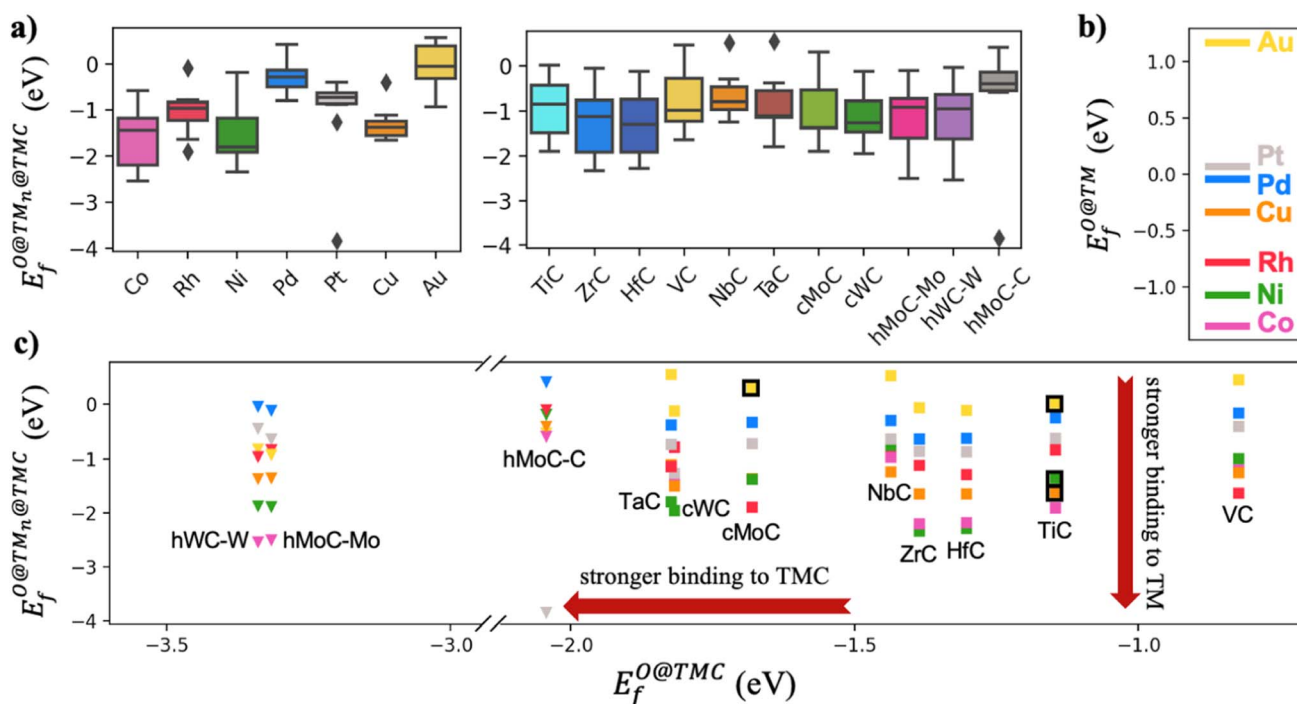 a)
E_f^{O@TM_n@TMC} (eV)
0
−1
−2
−3
−4
Co
Rh
Ni
Pd
Pt
Cu
Au
0
−1
−2
−3
−4
TiC
ZrC
HfC
VC
NbC
TaC
cMoC
cWC
hMoC-Mo
hWC-W
hMoC-C
b)
E_f^{O@TM} (eV)
1.0
0.5
0.0
−0.5
−1.0
Au
Pt
Pd
Cu
Rh
Ni
Co
c)
E_f^{O@TM_n@TMC} (eV)
0
−1
−2
−3
−4
hWC-W
hMoC-Mo
hMoC-C
TaC
cWC
cMoC
NbC
ZrC
HfC
TiC
VC
stronger binding to TMC
stronger binding to TM
−3.5
−3.0
−2.0
−1.5
−1.0
E_f^{O@TMC} (eV)